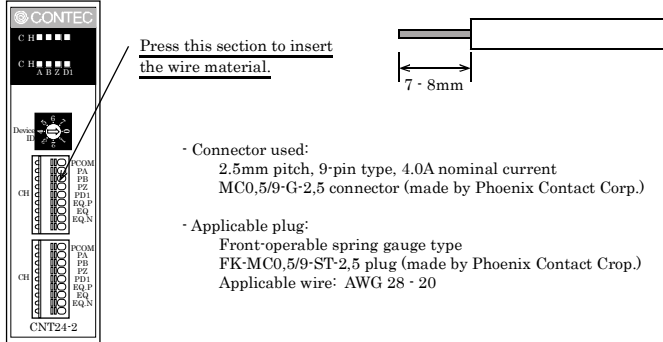 CONTEC
CH
CH
A B Z D1
Device
ID
PCOM
PA
PB
PZ
PD1
EQ.P
EQ
EQ.N
CH
PCOM
PA
PB
PZ
PD1
EQ.P
EQ
EQ.N
CH
CNT24-2
Press this section to insert
the wire material.
7 - 8mm
- Connector used:
2.5mm pitch, 9-pin type, 4.0A nominal current
MC0,5/9-G-2,5 connector (made by Phoenix Contact Corp.)
- Applicable plug:
Front-operable spring gauge type
FK-MC0,5/9-ST-2,5 plug (made by Phoenix Contact Crop.)
Applicable wire: AWG 28 - 20